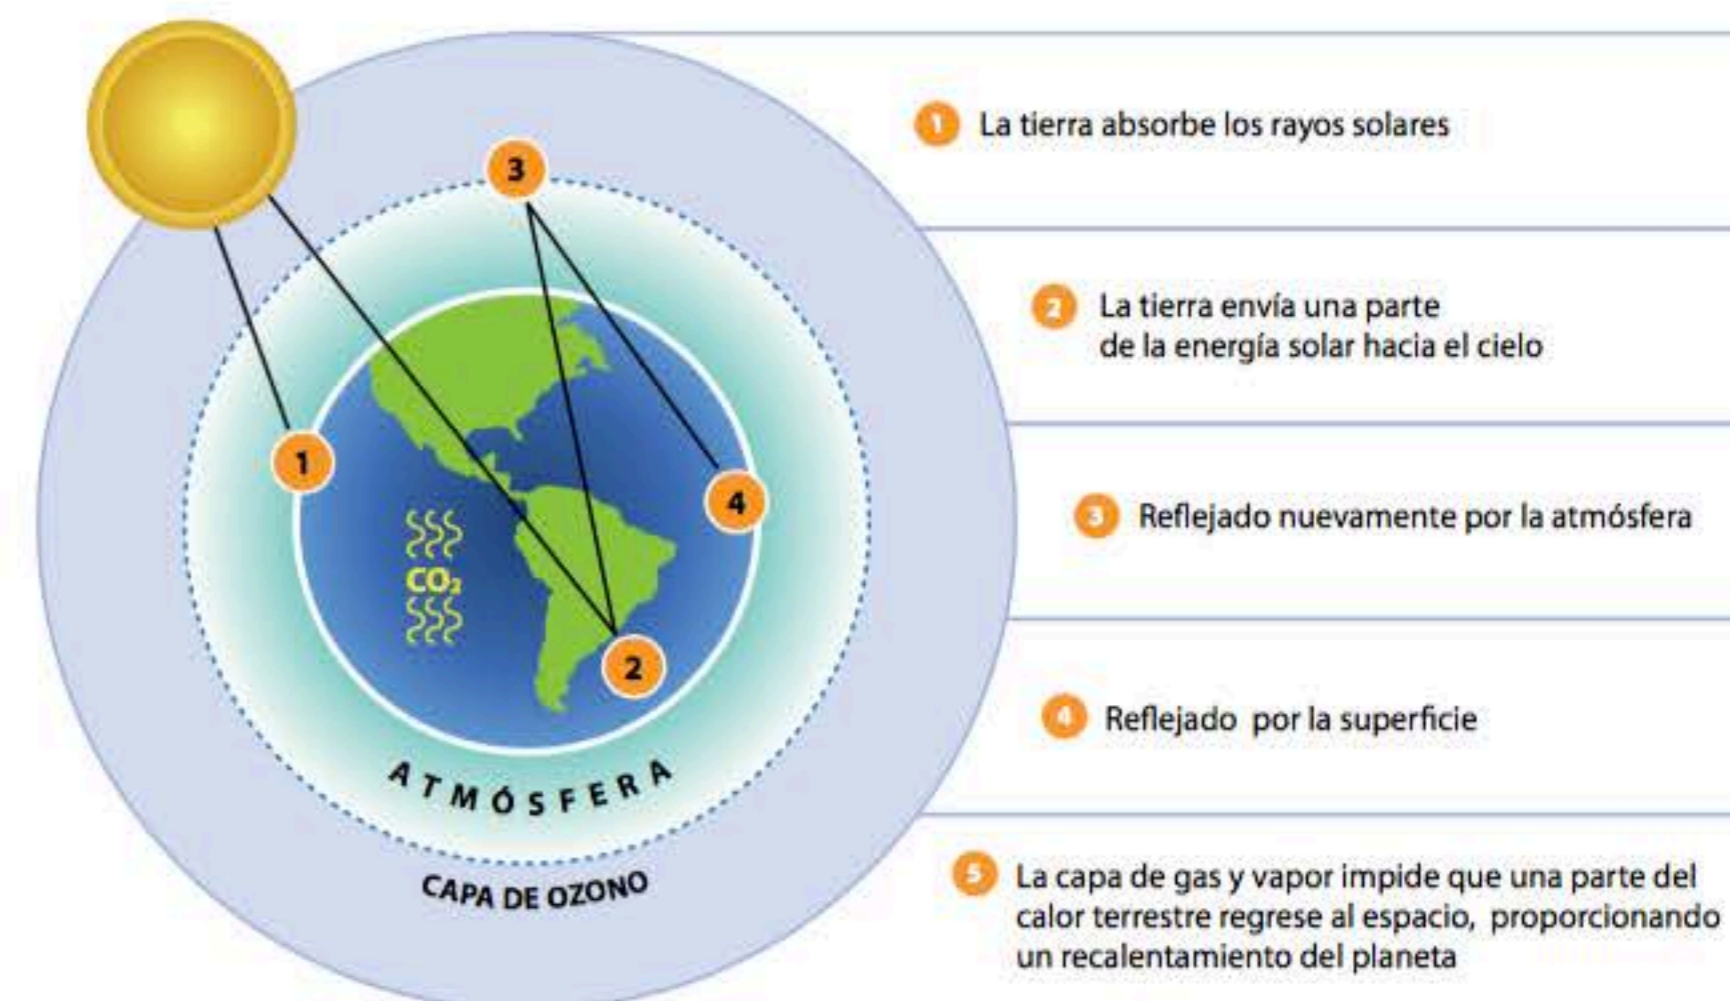 3
1
4
CO₂
2
ATMÓSFERA
CAPA DE OZONO
1 La tierra absorbe los rayos solares
2 La tierra envía una parte
de la energía solar hacia el cielo
3 Reflejado nuevamente por la atmósfera
4 Reflejado por la superficie
5 La capa de gas y vapor impide que una parte del
calor terrestre regrese al espacio, proporcionando
un recalentamiento del planeta